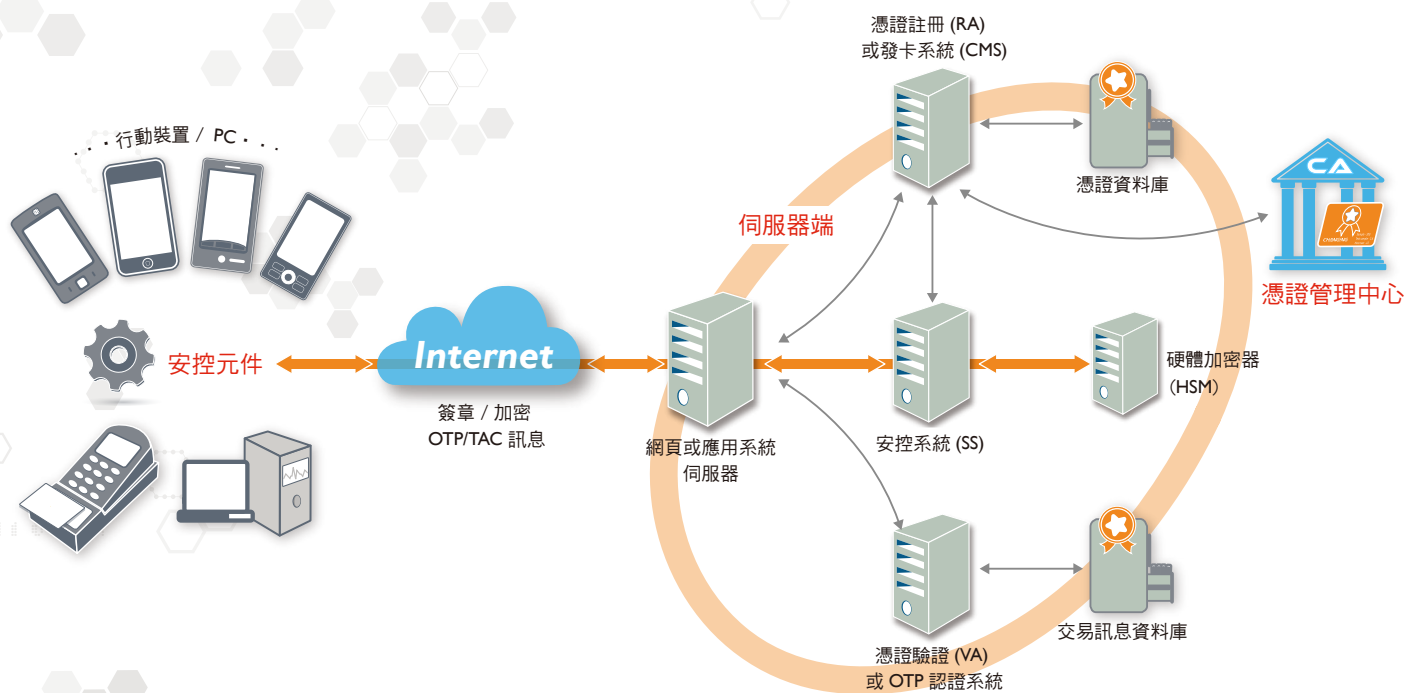 憑證註冊 (RA)
或發卡系統 (CMS)
...行動裝置 / PC...
憑證資料庫
CA
CHANGING
伺服器端
憑證管理中心
Internet
安控元件
硬體加密器
(HSM)
簽章 / 加密
OTP/TAC 訊息
網頁或應用系統
伺服器
安控系統 (SS)
交易訊息資料庫
憑證驗證 (VA)
或 OTP 認證系統